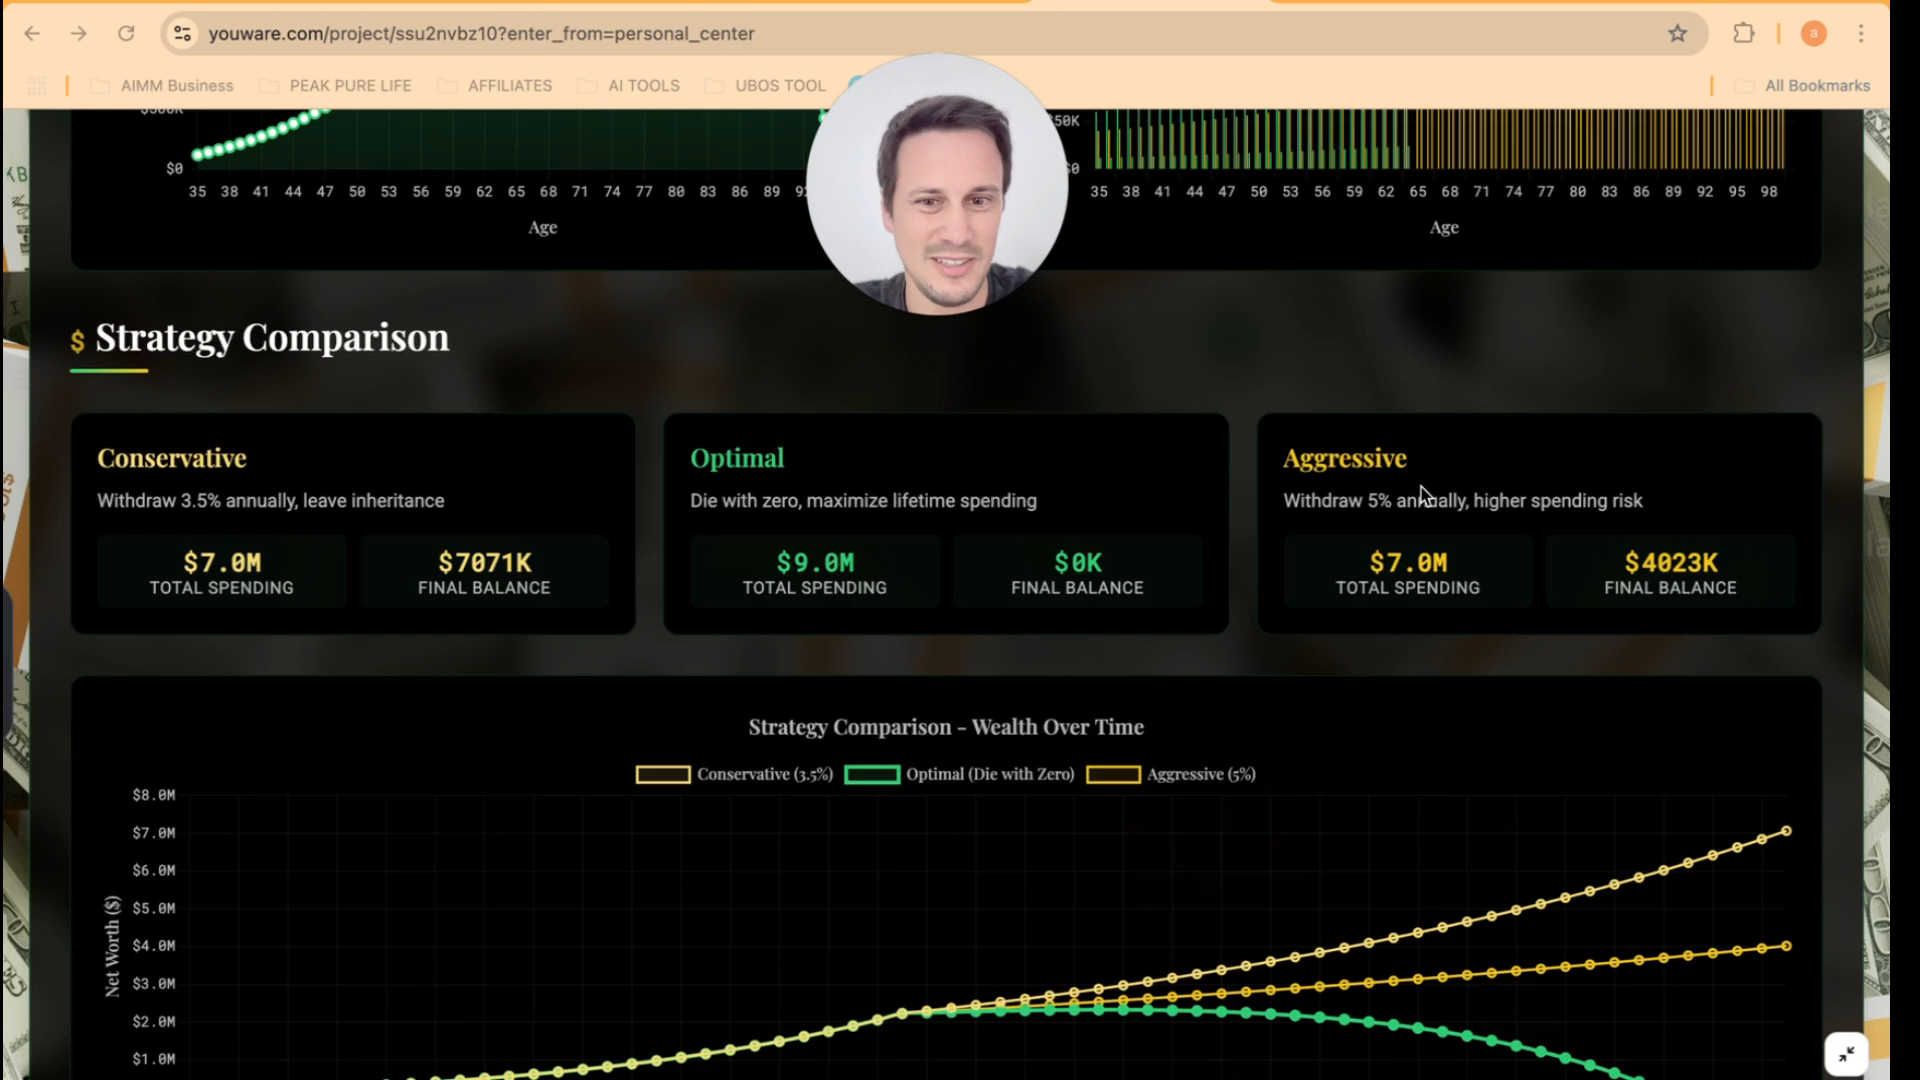 youware.com/project/ssu2nvbz10?enter_from=personal_center
a
AIMM Business
PEAK PURE LIFE
AFFILIATES
AI TOOLS
UBOS TOOL
All Bookmarks
$0
35 38 41 44 47 50 53 56 59 62 65 68 71 74 77 80 83 86 89
Age
35 38 41 44 47 50 53 56 59 62 65 68 71 74 77 80 83 86 89 92 95 98
Age
$ Strategy Comparison
Conservative
Withdraw 3.5% annually, leave inheritance
$7.0M
TOTAL SPENDING
$7071K
FINAL BALANCE
Optimal
Die with zero, maximize lifetime spending
$9.0M
TOTAL SPENDING
$0K
FINAL BALANCE
Aggressive
Withdraw 5% annually, higher spending risk
$7.0M
TOTAL SPENDING
$4023K
FINAL BALANCE
Strategy Comparison - Wealth Over Time
Conservative (3.5%)
Optimal (Die with Zero)
Aggressive (5%)
Net Worth ($)
$8.0M
$7.0M
$6.0M
$5.0M
$4.0M
$3.0M
$2.0M
$1.0M